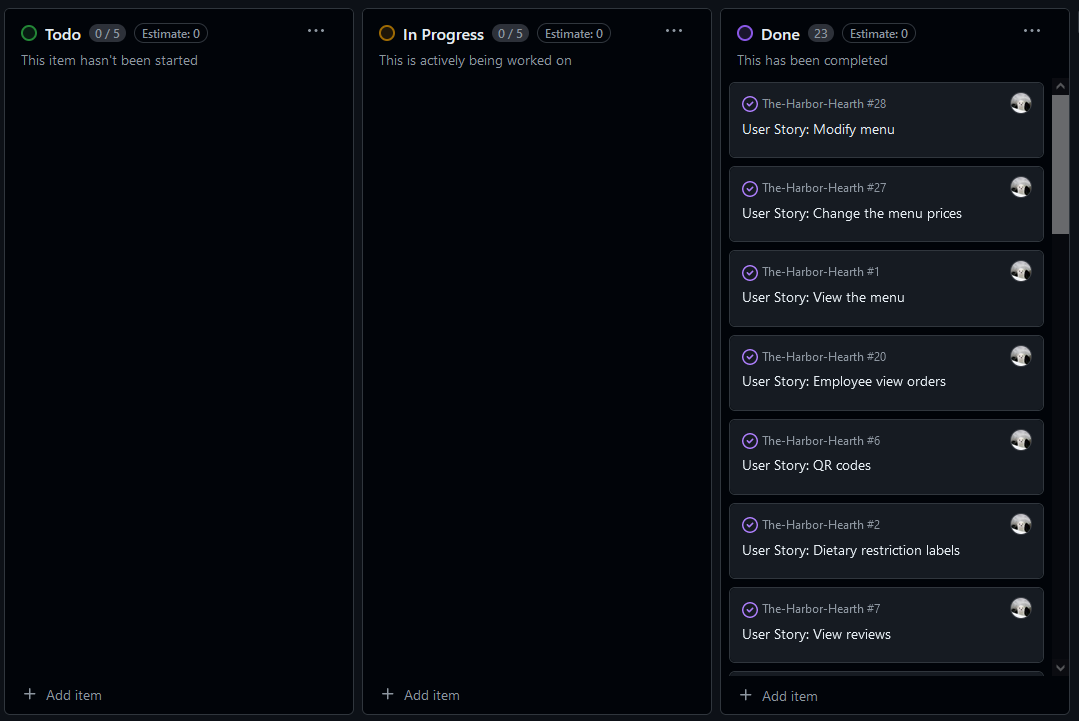 Todo 0 / 5 Estimate: 0
This item hasn't been started
Add item
In Progress 0 / 5 Estimate: 0
This is actively being worked on
Add item
Done 23 Estimate: 0
This has been completed
The-Harbor-Hearth #28
User Story: Modify menu
The-Harbor-Hearth #27
User Story: Change the menu prices
The-Harbor-Hearth #1
User Story: View the menu
The-Harbor-Hearth #20
User Story: Employee view orders
The-Harbor-Hearth #6
User Story: QR codes
The-Harbor-Hearth #2
User Story: Dietary restriction labels
The-Harbor-Hearth #7
User Story: View reviews
Add item